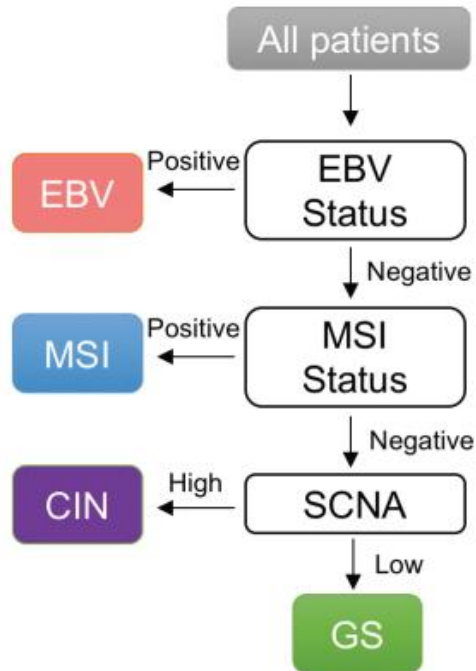 All patients
Positive
EBV
EBV
Status
Negative
Positive
MSI
MSI
Status
Negative
High
CIN
SCNA
Low
GS